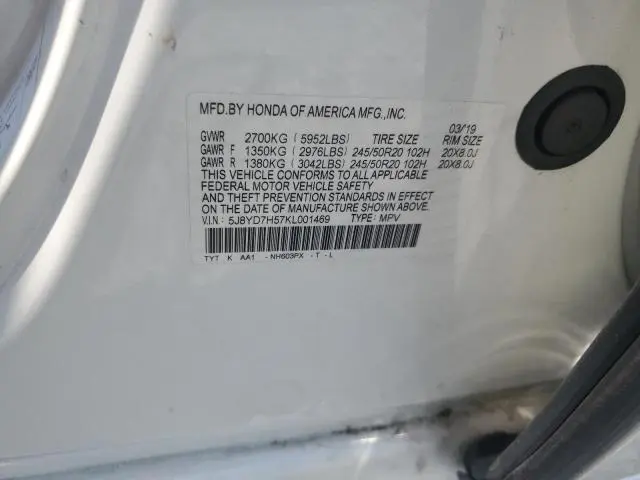 MFD.BY HONDA OF AMERICA MFG.,INC.
03/19
GVWR 2700KG ( 5952LBS) TIRE SIZE RIM SIZE
GAWR F 1350KG ( 2976LBS) 245/50R20 102H 20X8.0J
GAWR R 1380KG ( 3042LBS) 245/50R20 102H 20X8.0J
THIS VEHICLE CONFORMS TO ALL APPLICABLE
FEDERAL MOTOR VEHICLE SAFETY
AND THEFT PREVENTION STANDARDS IN EFFECT
ON THE DATE OF MANUFACTURE SHOWN ABOVE.
V.I.N.: 5J8YD7H57KL001469 TYPE: MPV
TYT K AA1 -NH603PX -T-L